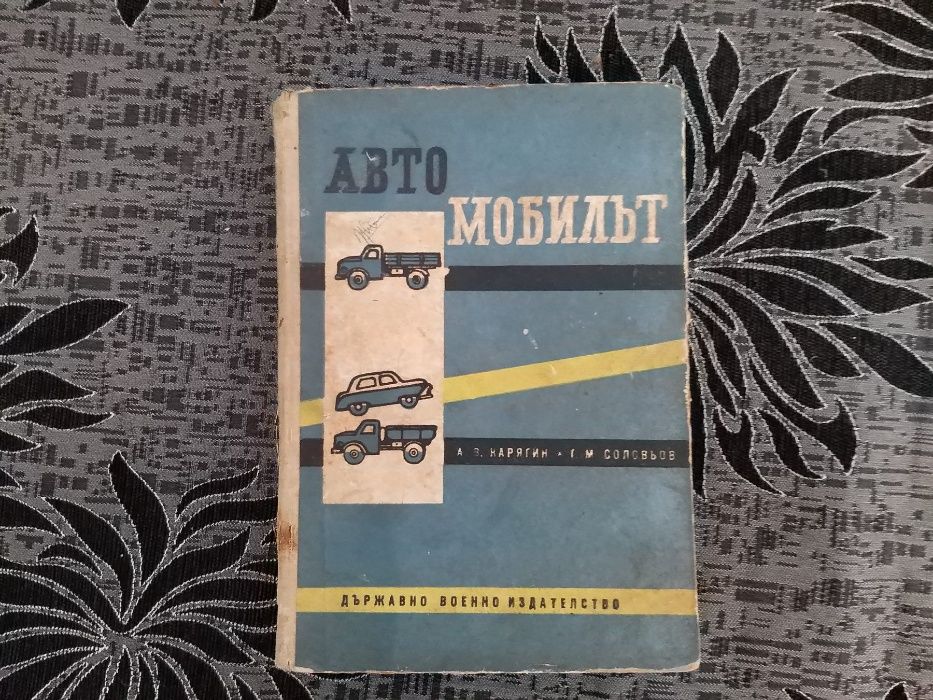 АВТО
МОБИЛЪТ
А. В. КАРЯГИН • Г. М. СОЛОВЬОВ
ДЪРЖАВНО ВОЕННО ИЗДАТЕЛСТВО